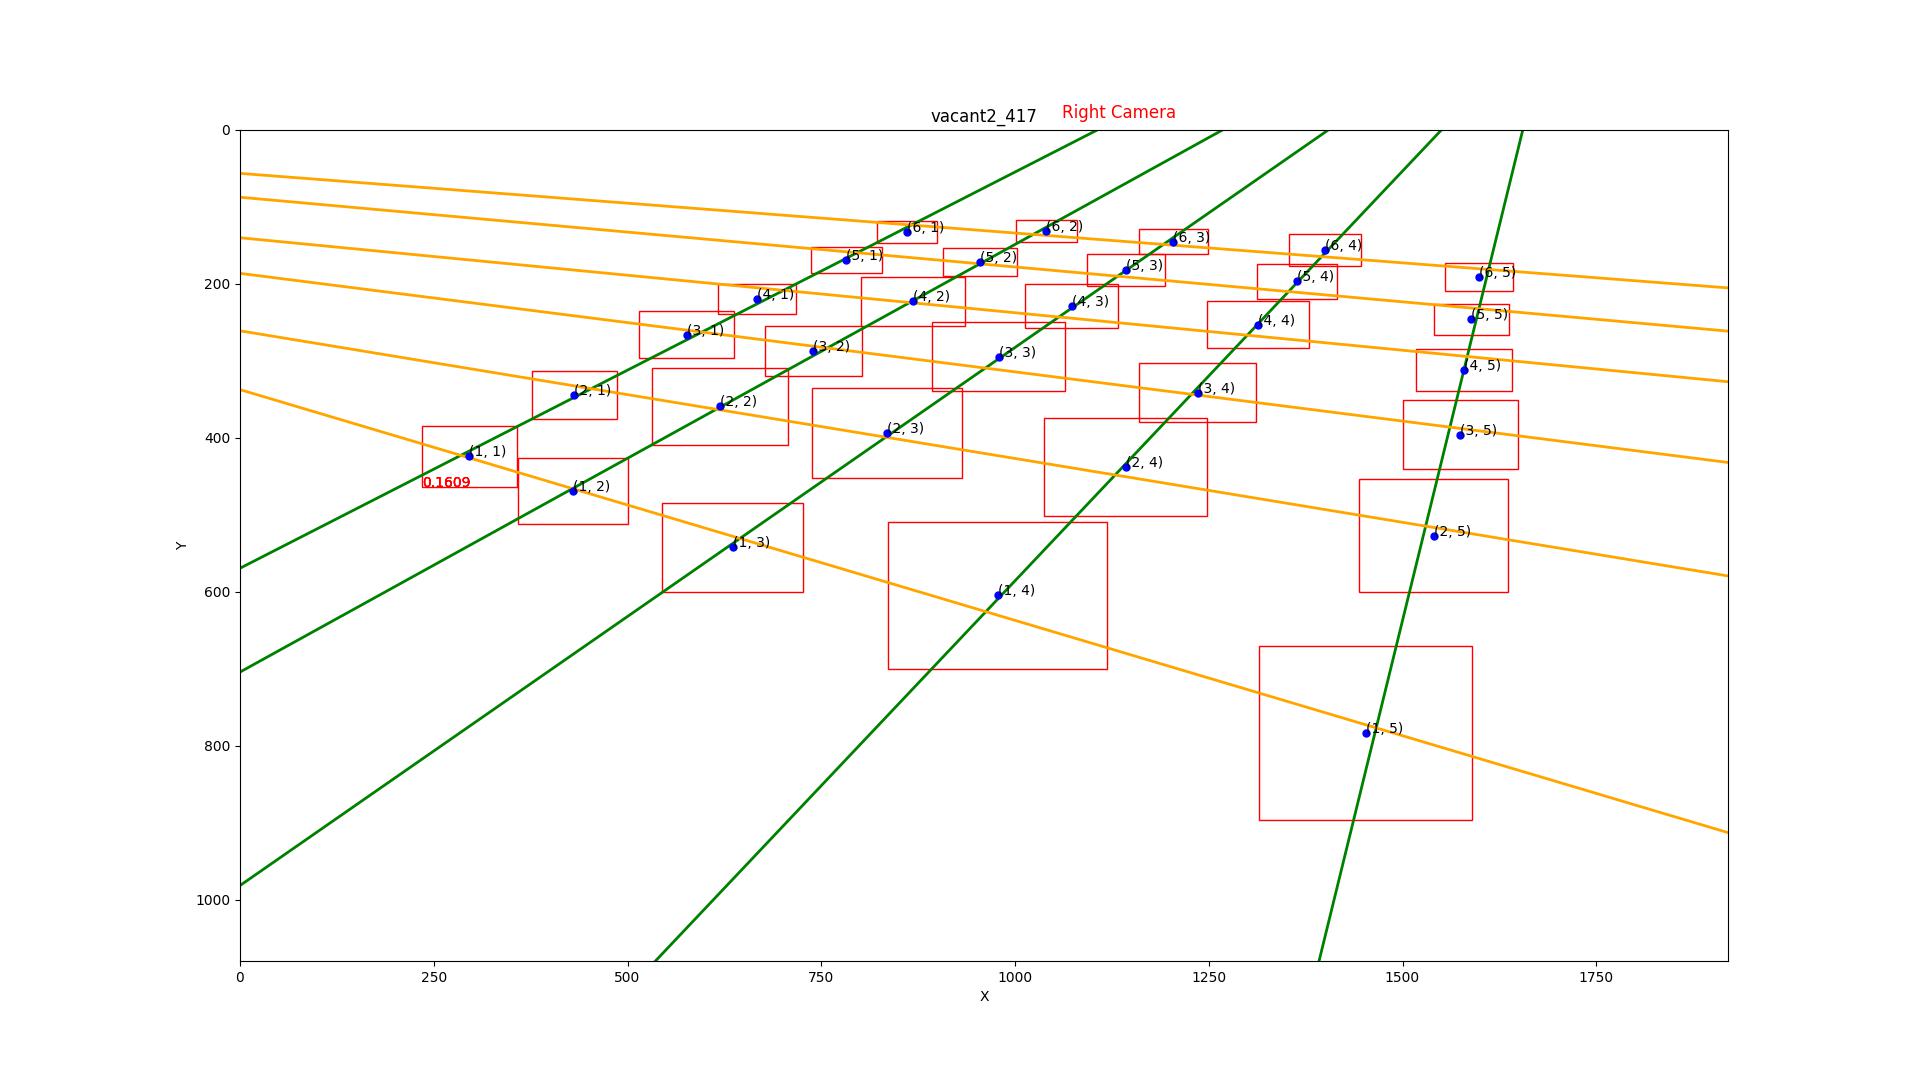 vacant2_417 Right Camera
0
(6, 1) (6, 2) (6, 3) (6, 4) (6, 5)
(5, 1) (5, 2) (5, 3) (5, 4) (5, 5)
200
(4, 1) (4, 2) (4, 3) (4, 4) (4, 5)
(3, 1) (3, 2) (3, 3) (3, 4) (3, 5)
(2, 1) (2, 2) (2, 3) (2, 4) (2, 5)
400
(1, 1) (1, 2) (1, 3) (1, 4) (1, 5)
0.1609
Y
600
800
1000
0 250 500 750 1000 1250 1500 1750
X